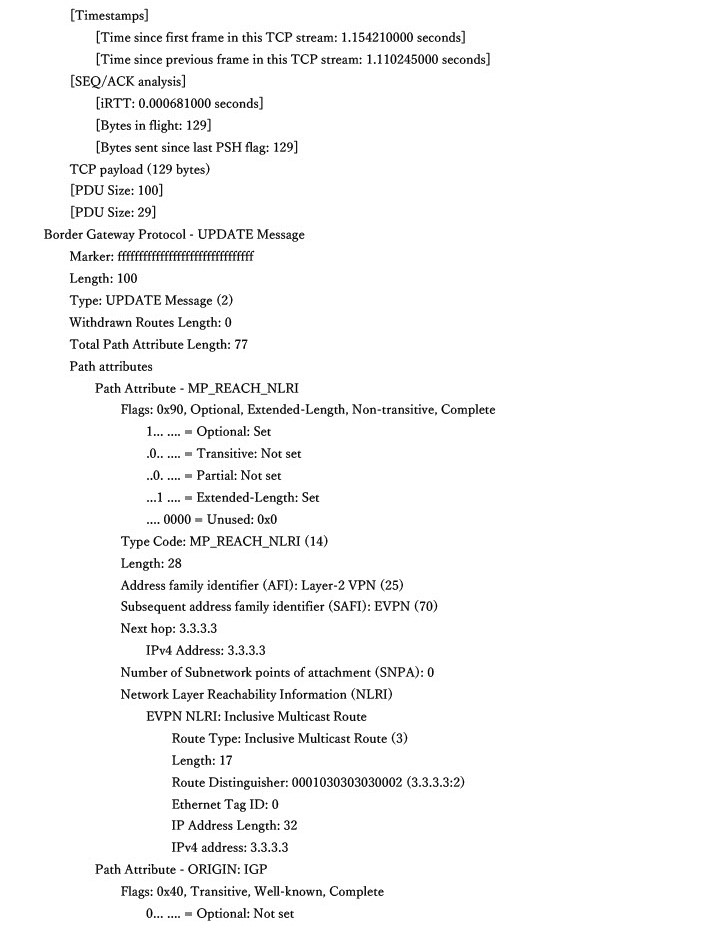 [Timestamps]
[Time since first frame in this TCP stream: 1.154210000 seconds]
[Time since previous frame in this TCP stream: 1.110245000 seconds]
[SEQ/ACK analysis]
[iRTT: 0.000681000 seconds]
[Bytes in flight: 129]
[Bytes sent since last PSH flag: 129]
TCP payload (129 bytes)
[PDU Size: 100]
[PDU Size: 29]
Border Gateway Protocol - UPDATE Message
Marker: ffffffffffffffffffffffffffffffff
Length: 100
Type: UPDATE Message (2)
Withdrawn Routes Length: 0
Total Path Attribute Length: 77
Path attributes
Path Attribute - MP_REACH_NLRI
Flags: 0x90, Optional, Extended-Length, Non-transitive, Complete
1... .... = Optional: Set
.0.. .... = Transitive: Not set
..0. .... = Partial: Not set
...1 .... = Extended-Length: Set
.... 0000 = Unused: 0x0
Type Code: MP_REACH_NLRI (14)
Length: 28
Address family identifier (AFI): Layer-2 VPN (25)
Subsequent address family identifier (SAFI): EVPN (70)
Next hop: 3.3.3.3
IPv4 Address: 3.3.3.3
Number of Subnetwork points of attachment (SNPA): 0
Network Layer Reachability Information (NLRI)
EVPN NLRI: Inclusive Multicast Route
Route Type: Inclusive Multicast Route (3)
Length: 17
Route Distinguisher: 0001030303030002 (3.3.3.3:2)
Ethernet Tag ID: 0
IP Address Length: 32
IPv4 address: 3.3.3.3
Path Attribute - ORIGIN: IGP
Flags: 0x40, Transitive, Well-known, Complete
0... .... = Optional: Not set